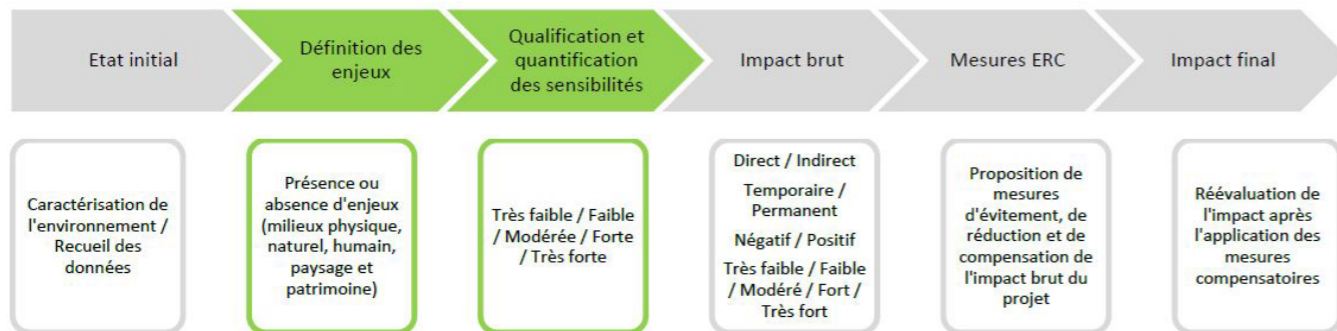 Etat initial
Définition des
enjeux
Qualification et
quantification
des sensibilités
Impact brut
Mesures ERC
Impact final
Caractérisation de
l'environnement /
Recueil des
données
Présence ou
absence d'enjeux
(milieux physique,
naturel, humain,
paysage et
patrimoine)
Très faible / Faible
/ Modérée / Forte
/ Très forte
Direct / Indirect
Temporaire /
Permanent
Négatif / Positif
Très faible / Faible
/ Modéré / Fort /
Très fort
Proposition de
mesures
d'évitement, de
réduction et de
compensation de
l'impact brut du
projet
Réévaluation de
l'impact après
l'application des
mesures
compensatoires